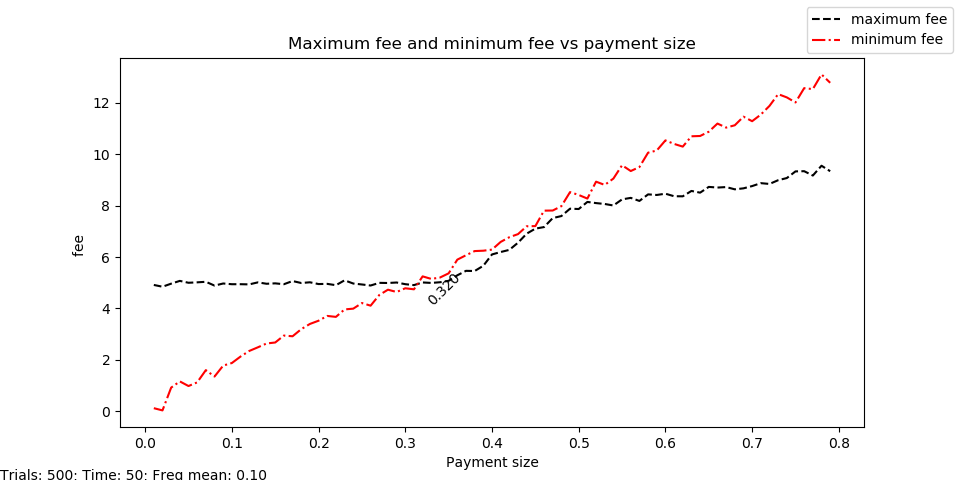 maximum fee
minimum fee
Maximum fee and minimum fee vs payment size
12
10
8
6
4
2
0
fee
0.320
0.0 0.1 0.2 0.3 0.4 0.5 0.6 0.7 0.8
Payment size
Trials: 500; Time: 50; Freq mean: 0.10